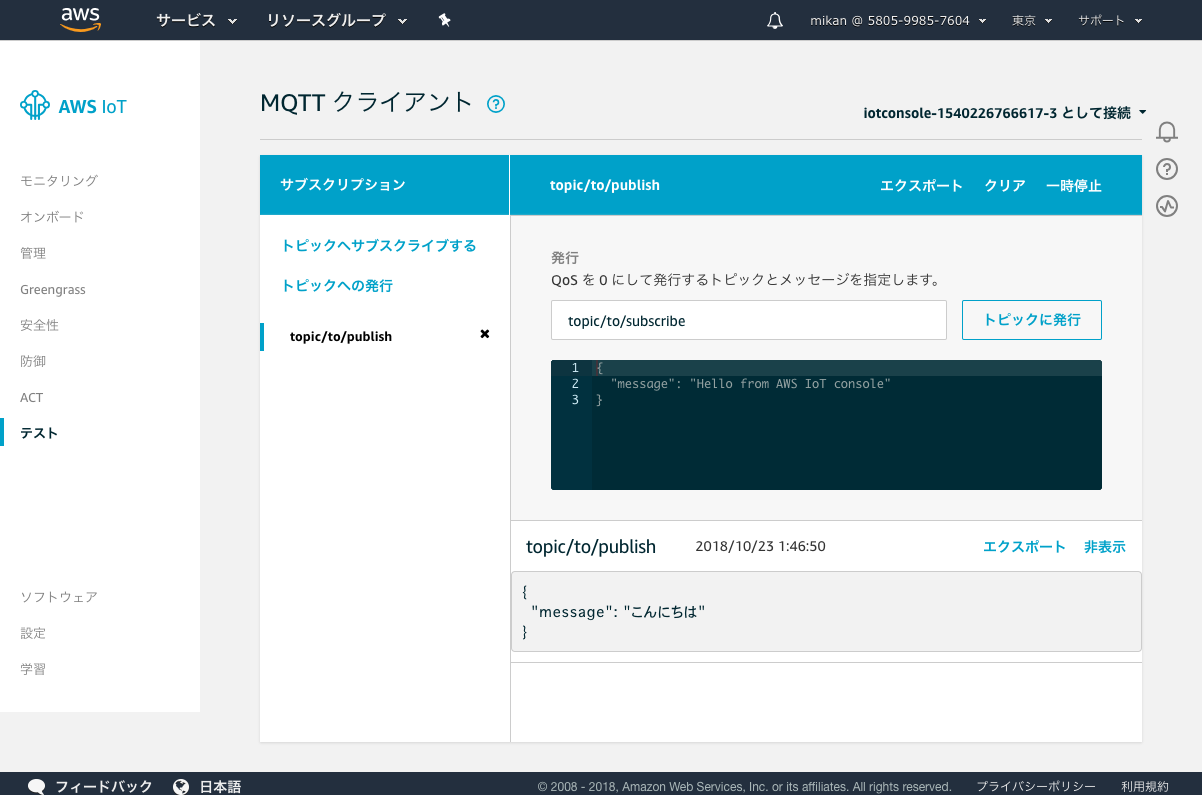 aws サービス リソースグループ mikan @ 5805-9985-7604 東京 サポート
AWS IoT
モニタリング
オンボード
管理
Greengrass
安全性
防御
ACT
テスト
ソフトウェア
設定
学習
MQTT クライアント ?
iotconsole-1540226766617-3 として接続
サブスクリプション
トピックへサブスクライブする
トピックへの発行
topic/to/publish ×
topic/to/publish エクスポート クリア 一時停止
発行
QoS を 0 にして発行するトピックとメッセージを指定します。
topic/to/subscribe トピックに発行
1 {
2 "message": "Hello from AWS IoT console"
3 }
topic/to/publish 2018/10/23 1:46:50 エクスポート 非表示
{
"message": "こんにちは"
}
?
フィードバック 日本語 © 2008 - 2018, Amazon Web Services, Inc. or its affiliates. All rights reserved. プライバシーポリシー 利用規約